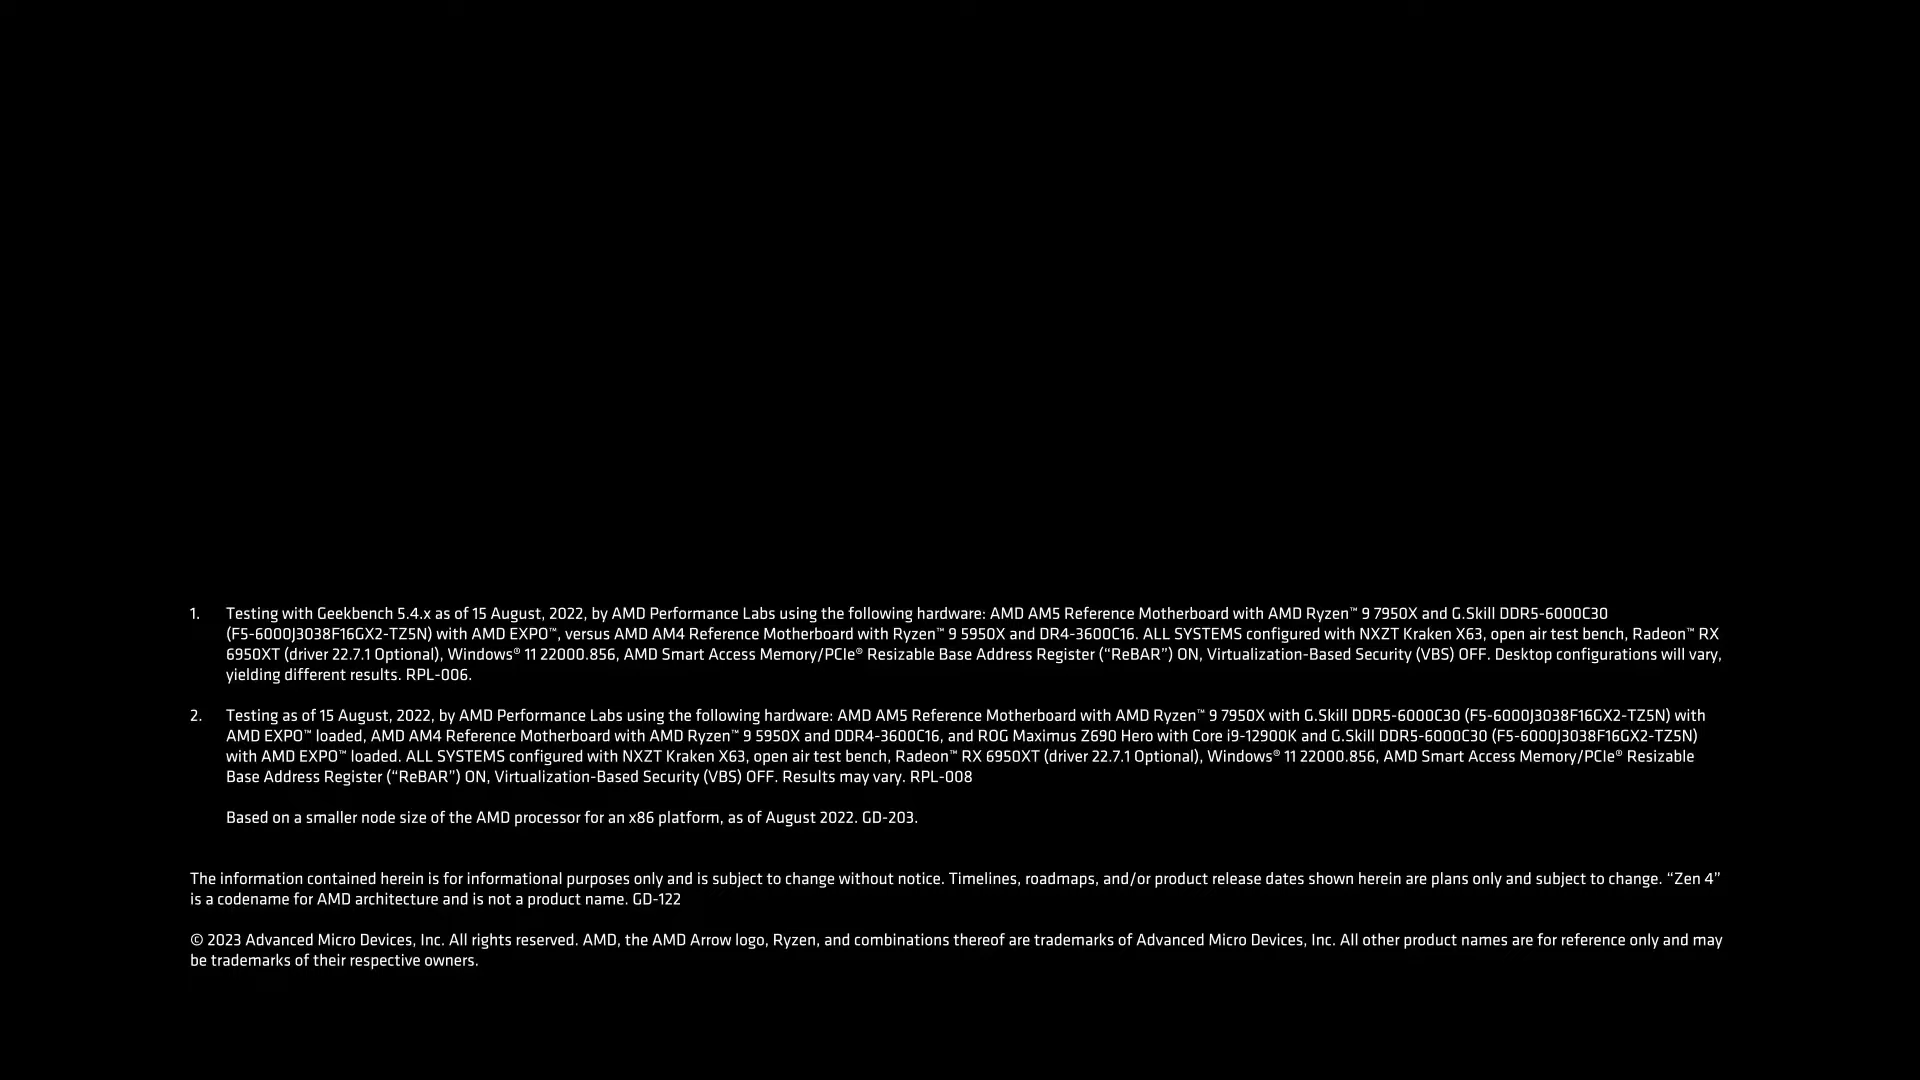 1. Testing with Geekbench 5.4.x as of 15 August, 2022, by AMD Performance Labs using the following hardware: AMD AM5 Reference Motherboard with AMD Ryzen™ 9 7950X and G.Skill DDR5-6000C30
(F5-6000J3038F16GX2-TZ5N) with AMD EXPO™, versus AMD AM4 Reference Motherboard with Ryzen™ 9 5950X and DR4-3600C16. ALL SYSTEMS configured with NXZT Kraken X63, open air test bench, Radeon™ RX
6950XT (driver 22.7.1 Optional), Windows® 11 22000.856, AMD Smart Access Memory/PCIe® Resizable Base Address Register (“ReBAR”) ON, Virtualization-Based Security (VBS) OFF. Desktop configurations will vary,
yielding different results. RPL-006.
2. Testing as of 15 August, 2022, by AMD Performance Labs using the following hardware: AMD AM5 Reference Motherboard with AMD Ryzen™ 9 7950X with G.Skill DDR5-6000C30 (F5-6000J3038F16GX2-TZ5N) with
AMD EXPO™ loaded, AMD AM4 Reference Motherboard with AMD Ryzen™ 9 5950X and DDR4-3600C16, and ROG Maximus Z690 Hero with Core i9-12900K and G.Skill DDR5-6000C30 (F5-6000J3038F16GX2-TZ5N)
with AMD EXPO™ loaded. ALL SYSTEMS configured with NXZT Kraken X63, open air test bench, Radeon™ RX 6950XT (driver 22.7.1 Optional), Windows® 11 22000.856, AMD Smart Access Memory/PCIe® Resizable
Base Address Register (“ReBAR”) ON, Virtualization-Based Security (VBS) OFF. Results may vary. RPL-008
Based on a smaller node size of the AMD processor for an x86 platform, as of August 2022. GD-203.
The information contained herein is for informational purposes only and is subject to change without notice. Timelines, roadmaps, and/or product release dates shown herein are plans only and subject to change. “Zen 4”
is a codename for AMD architecture and is not a product name. GD-122
© 2023 Advanced Micro Devices, Inc. All rights reserved. AMD, the AMD Arrow logo, Ryzen, and combinations thereof are trademarks of Advanced Micro Devices, Inc. All other product names are for reference only and may
be trademarks of their respective owners.